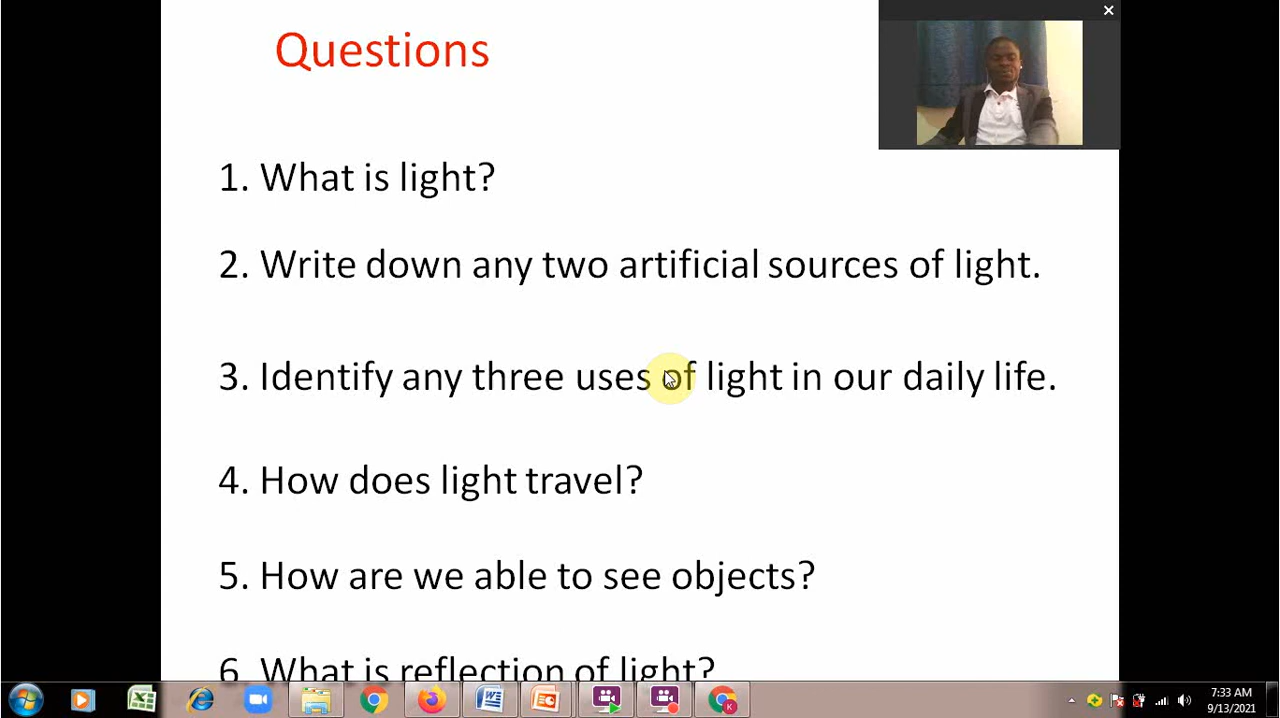 Questions
1. What is light?
2. Write down any two artificial sources of light.
3. Identify any three uses of light in our daily life.
4. How does light travel?
5. How are we able to see objects?
6. What is reflection of light?
7:33 AM
9/13/2021